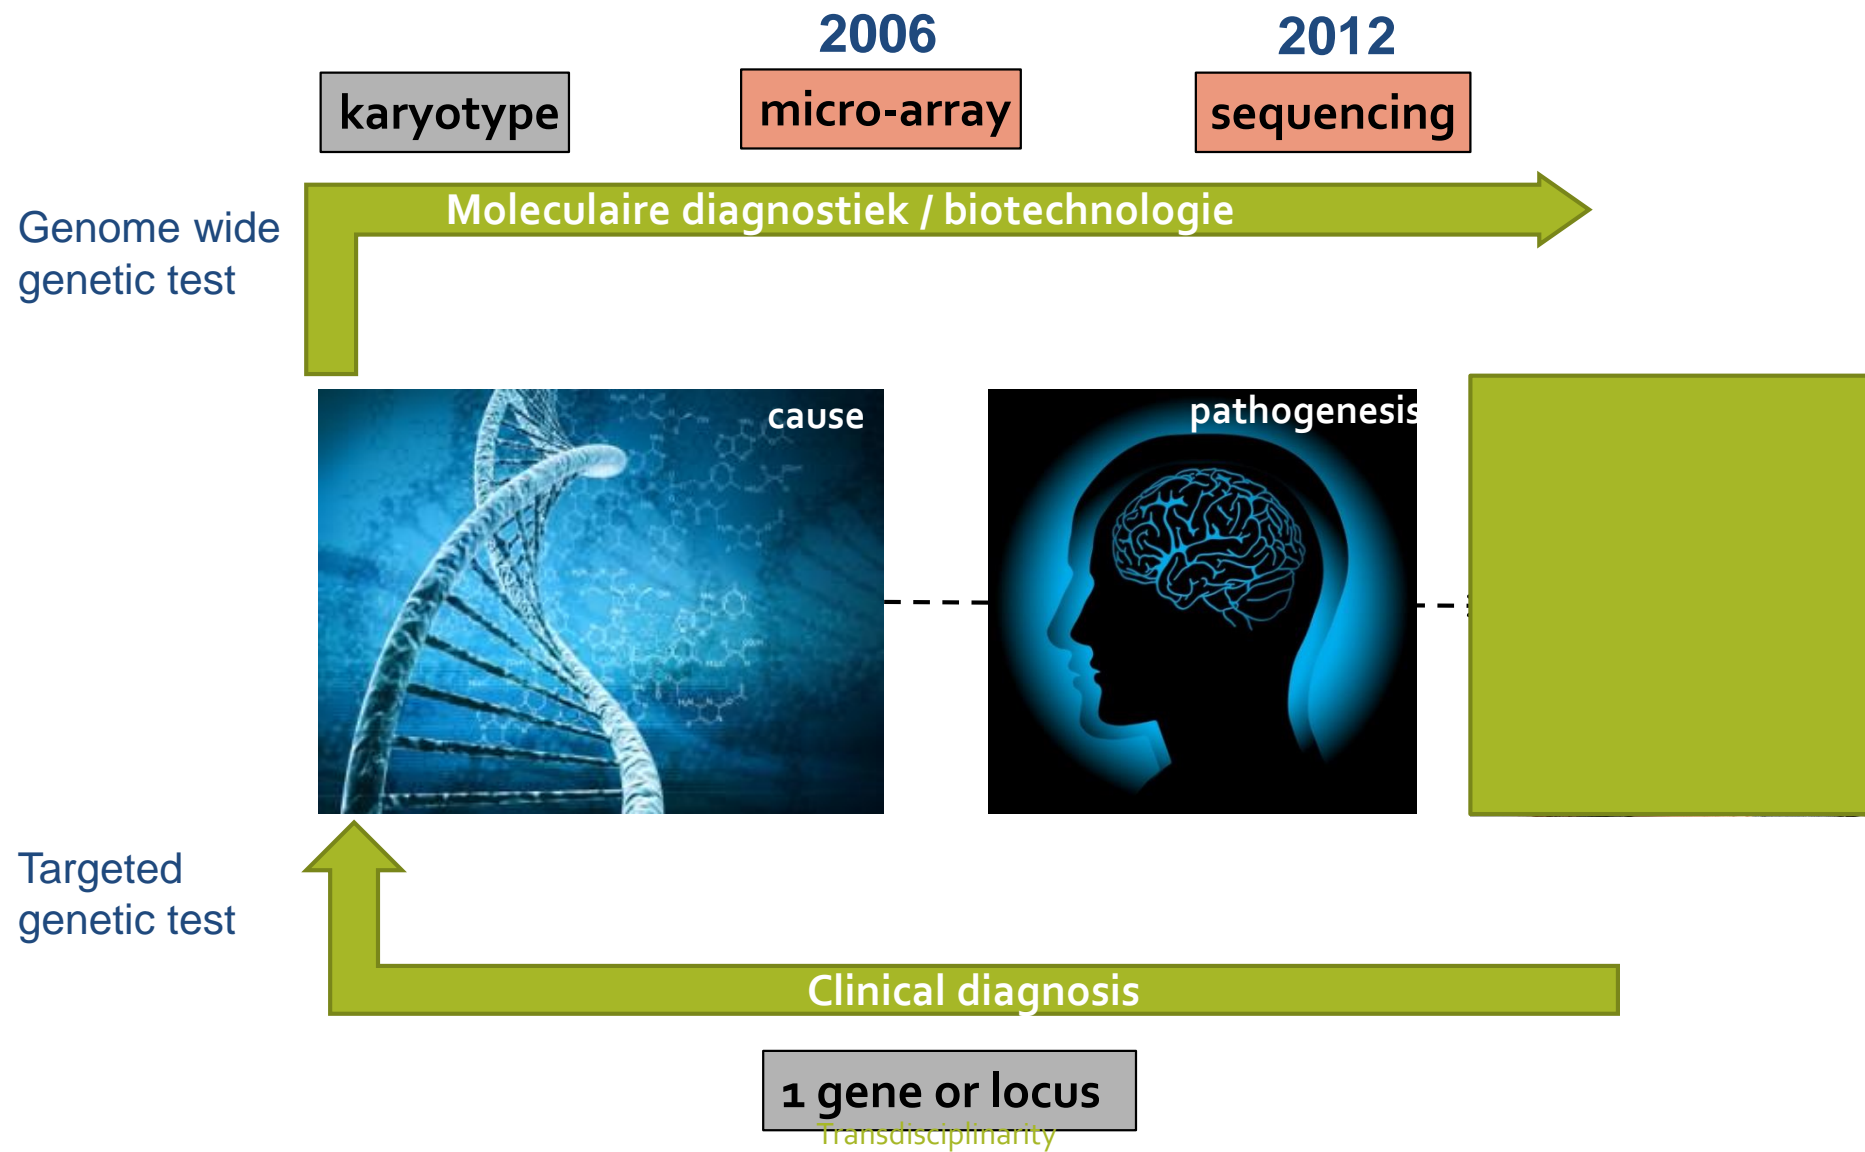 2006
2012
karyotype
micro-array
sequencing
Moleculaire diagnostiek / biotechnologie
Genome wide
genetic test
cause
pathogenesis
Targeted
genetic test
Clinical diagnosis
1 gene or locus
Transdisciplinarity